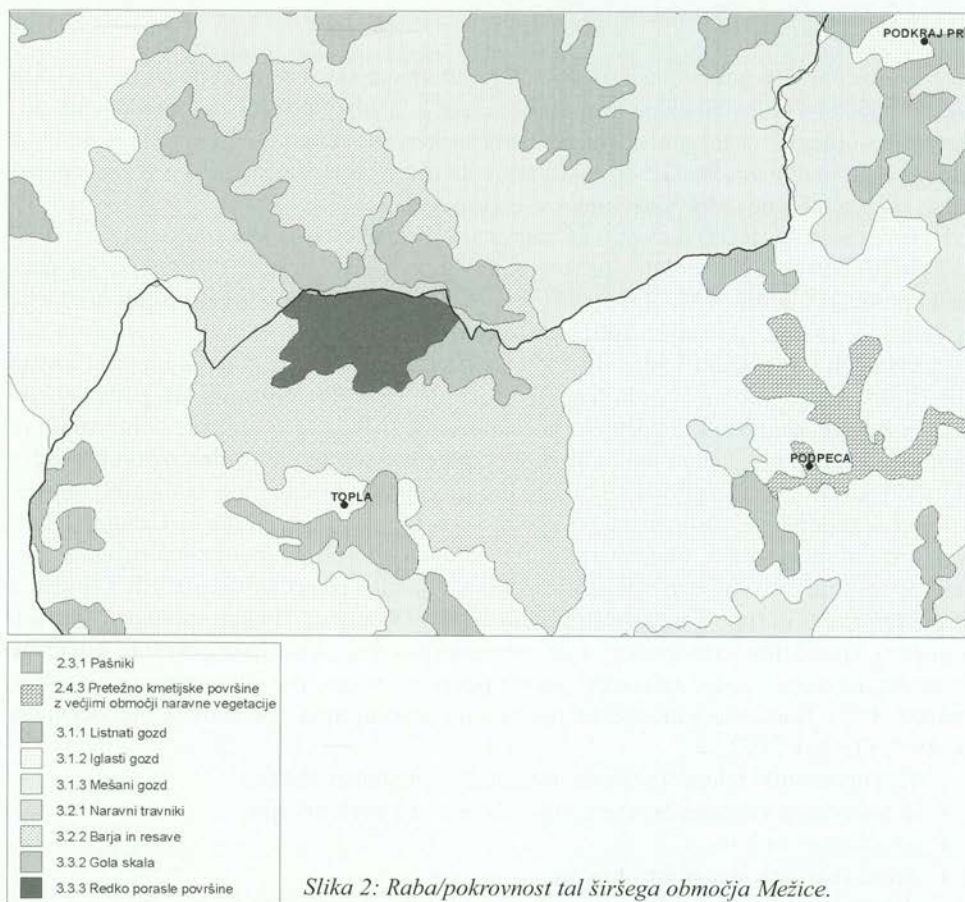 PODKRAJ PR
PODPECA
TOPLA
2.3.1 Pašniki
2.4.3 Pretežno kmetijske površine
z večjimi območji naravne vegetacije
3.1.1 Listnati gozd
3.1.2 Iglasti gozd
3.1.3 Mešani gozd
3.2.1 Naravni travniki
3.2.2 Barja in resave
3.3.2 Gola skala
3.3.3 Redko porasle površine
Slika 2: Raba/pokrovnost tal širšega območja Mežice.